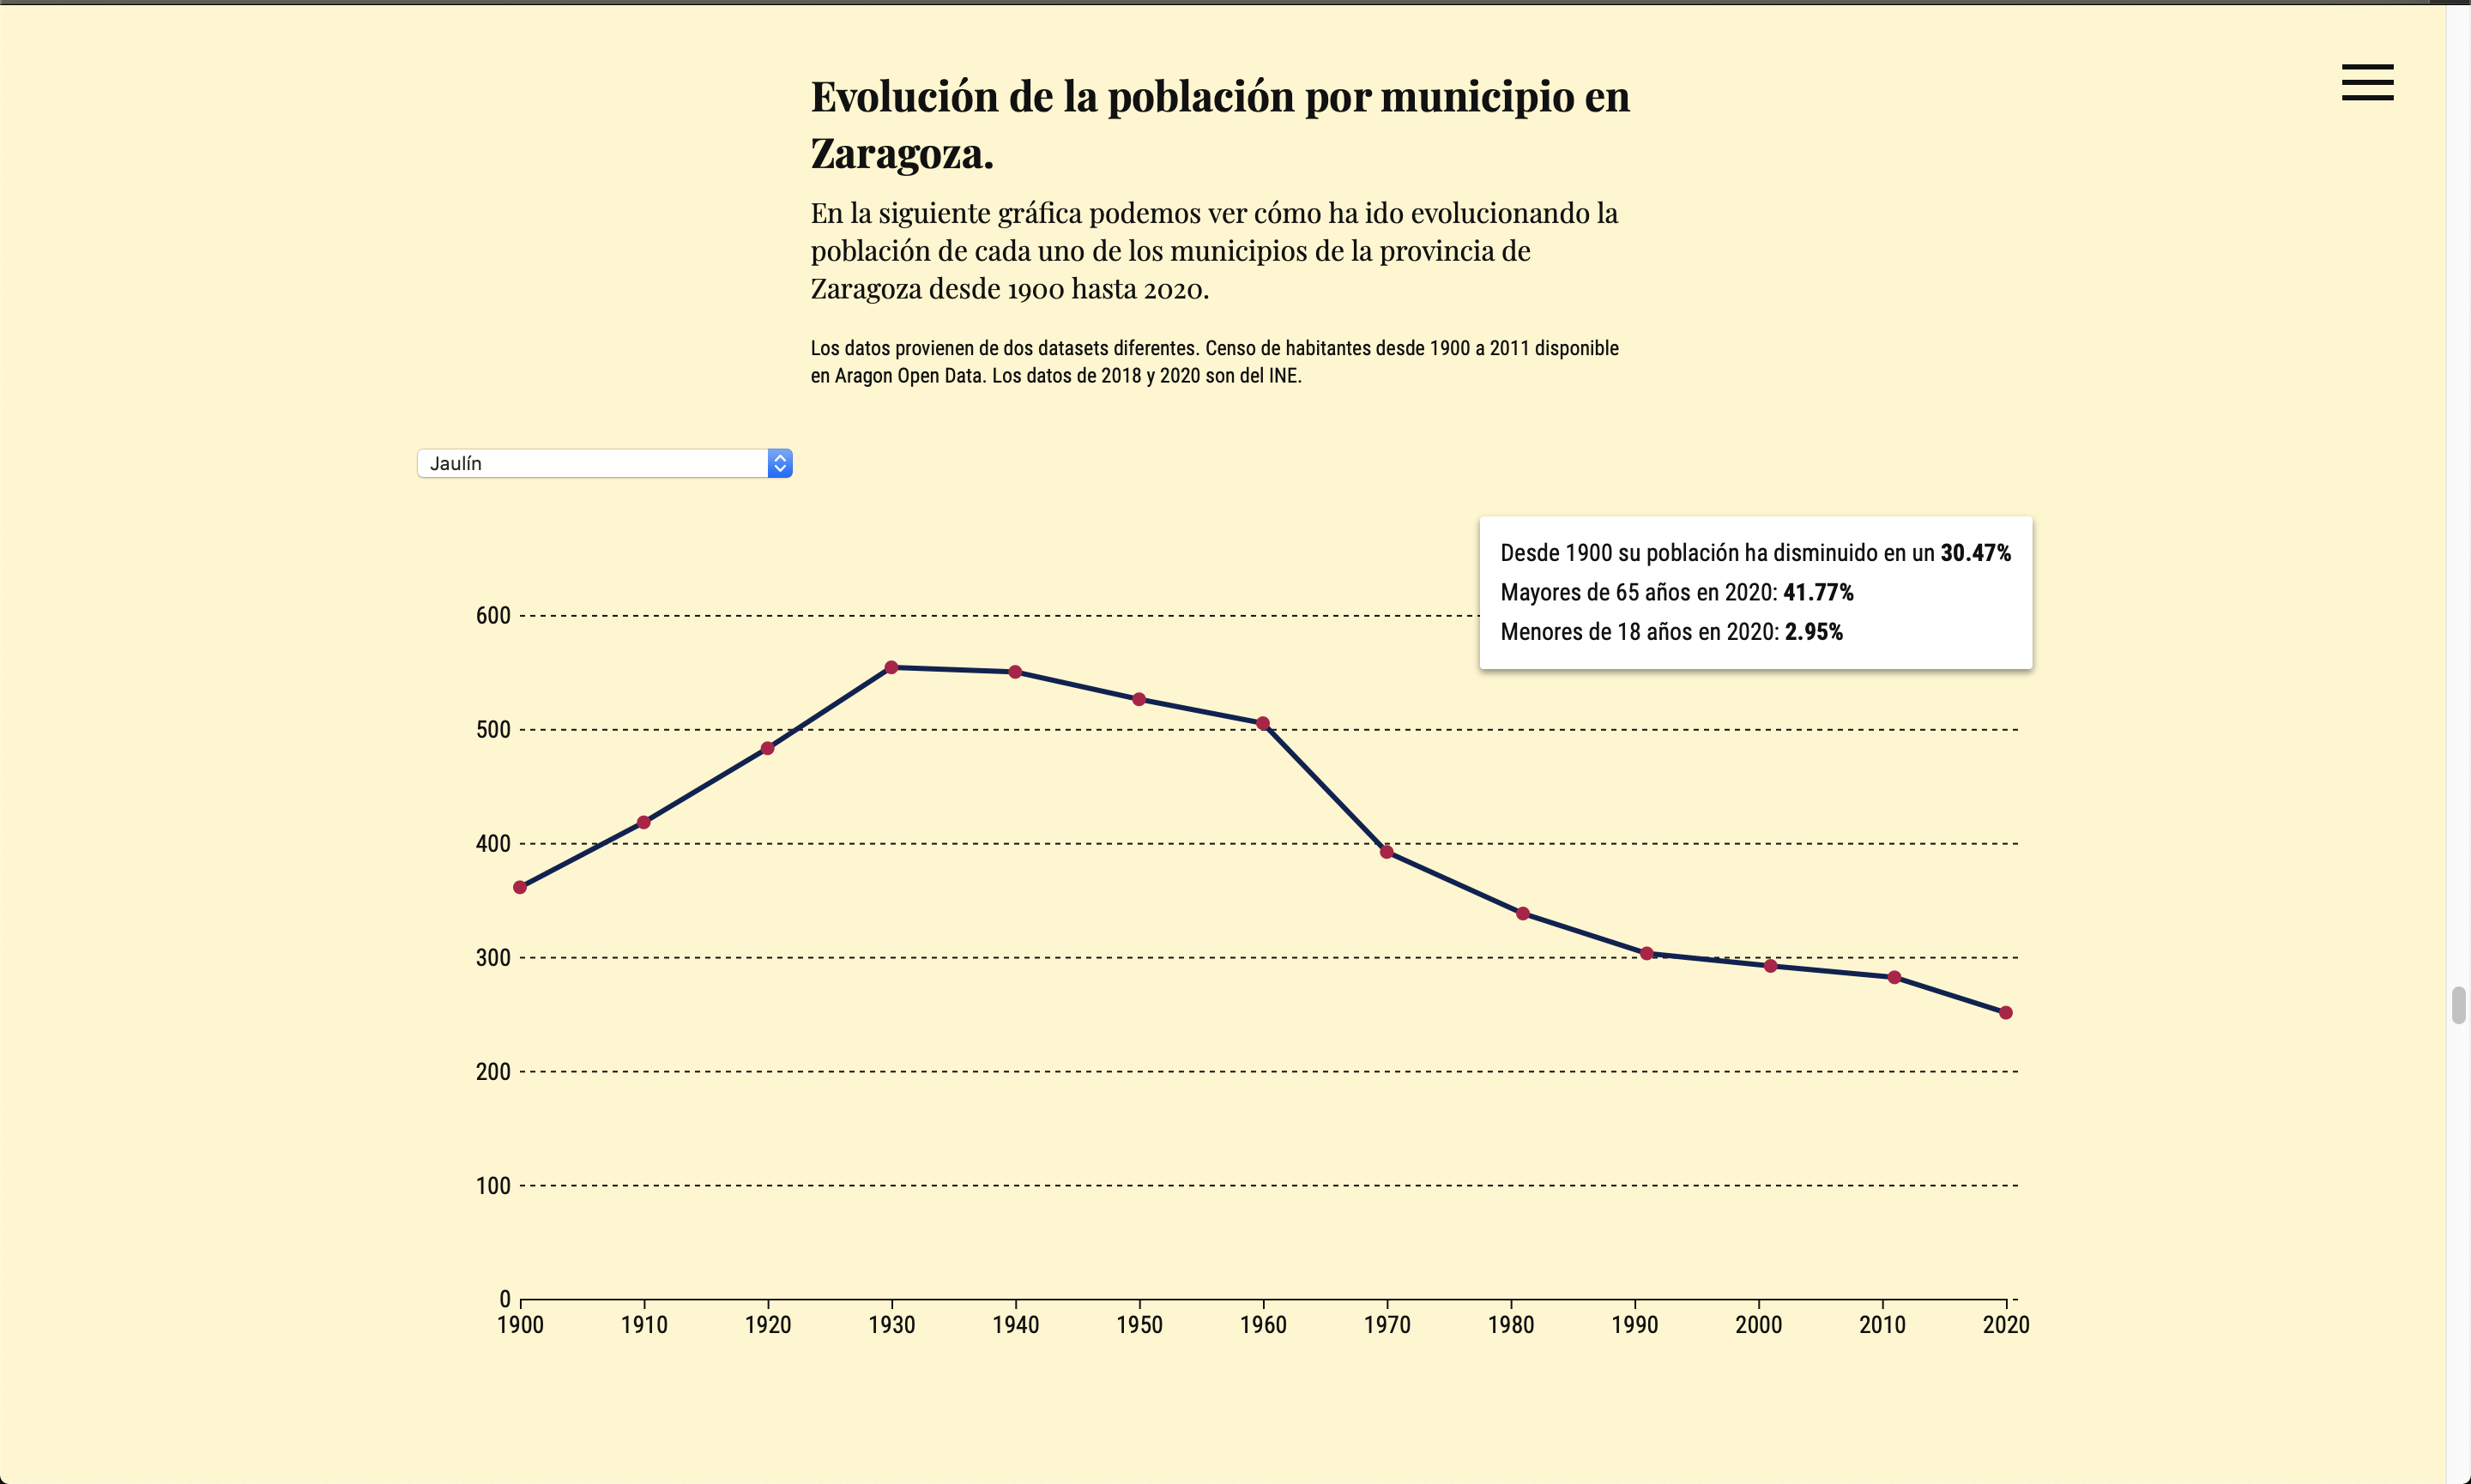 Evolución de la población por municipio en
Zaragoza.
En la siguiente gráfica podemos ver cómo ha ido evolucionando la
población de cada uno de los municipios de la provincia de
Zaragoza desde 1900 hasta 2020.
Los datos provienen de dos datasets diferentes. Censo de habitantes desde 1900 a 2011 disponible
en Aragon Open Data. Los datos de 2018 y 2020 son del INE.
Jaulín
Desde 1900 su población ha disminuido en un 30.47%
Mayores de 65 años en 2020: 41.77%
Menores de 18 años en 2020: 2.95%
600
500
400
300
200
100
0
1900 1910 1920 1930 1940 1950 1960 1970 1980 1990 2000 2010 2020